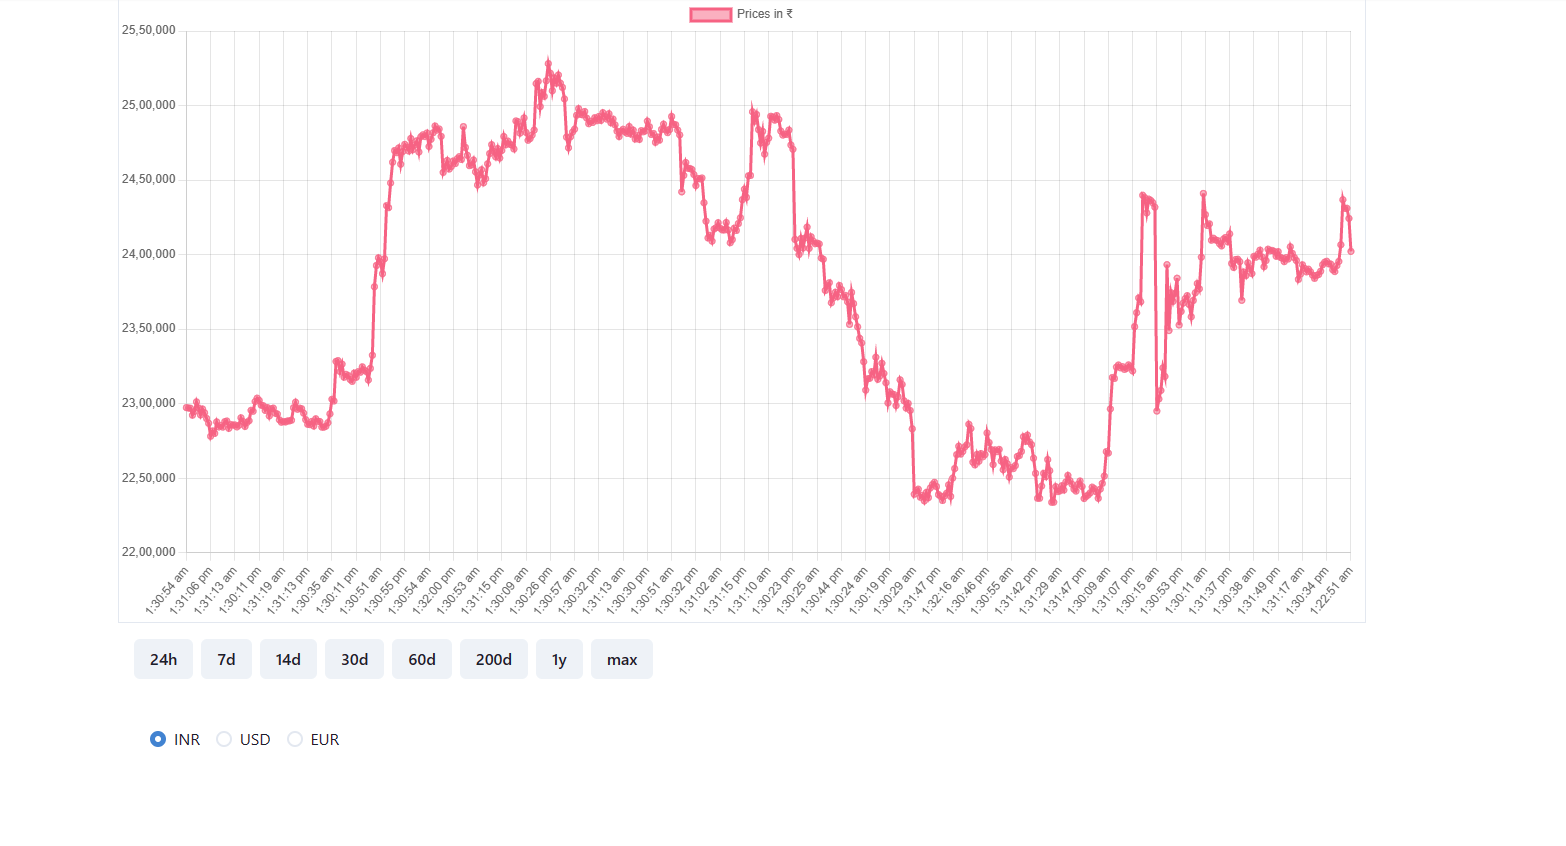 Prices in ₹
25,50,000
25,00,000
24,50,000
24,00,000
23,50,000
23,00,000
22,50,000
22,00,000
1:30:54 am
1:31:06 pm
1:31:13 am
1:30:11 pm
1:31:19 am
1:31:13 pm
1:30:35 am
1:30:11 pm
1:30:51 am
1:30:55 pm
1:30:54 am
1:32:00 pm
1:30:53 am
1:31:15 pm
1:30:09 am
1:30:26 pm
1:30:57 am
1:30:32 pm
1:31:13 am
1:30:30 pm
1:30:51 am
1:30:32 pm
1:31:02 am
1:31:15 pm
1:31:10 am
1:30:23 pm
1:30:25 am
1:30:44 pm
1:30:24 am
1:30:19 pm
1:30:29 am
1:31:47 pm
1:32:16 am
1:30:46 pm
1:30:55 am
1:31:42 pm
1:31:29 am
1:31:47 pm
1:30:09 am
1:31:07 pm
1:30:15 am
1:30:53 pm
1:30:11 am
1:31:37 pm
1:30:38 am
1:31:49 pm
1:31:17 am
1:30:34 pm
1:22:51 am
24h 7d 14d 30d 60d 200d 1y max
INR USD EUR